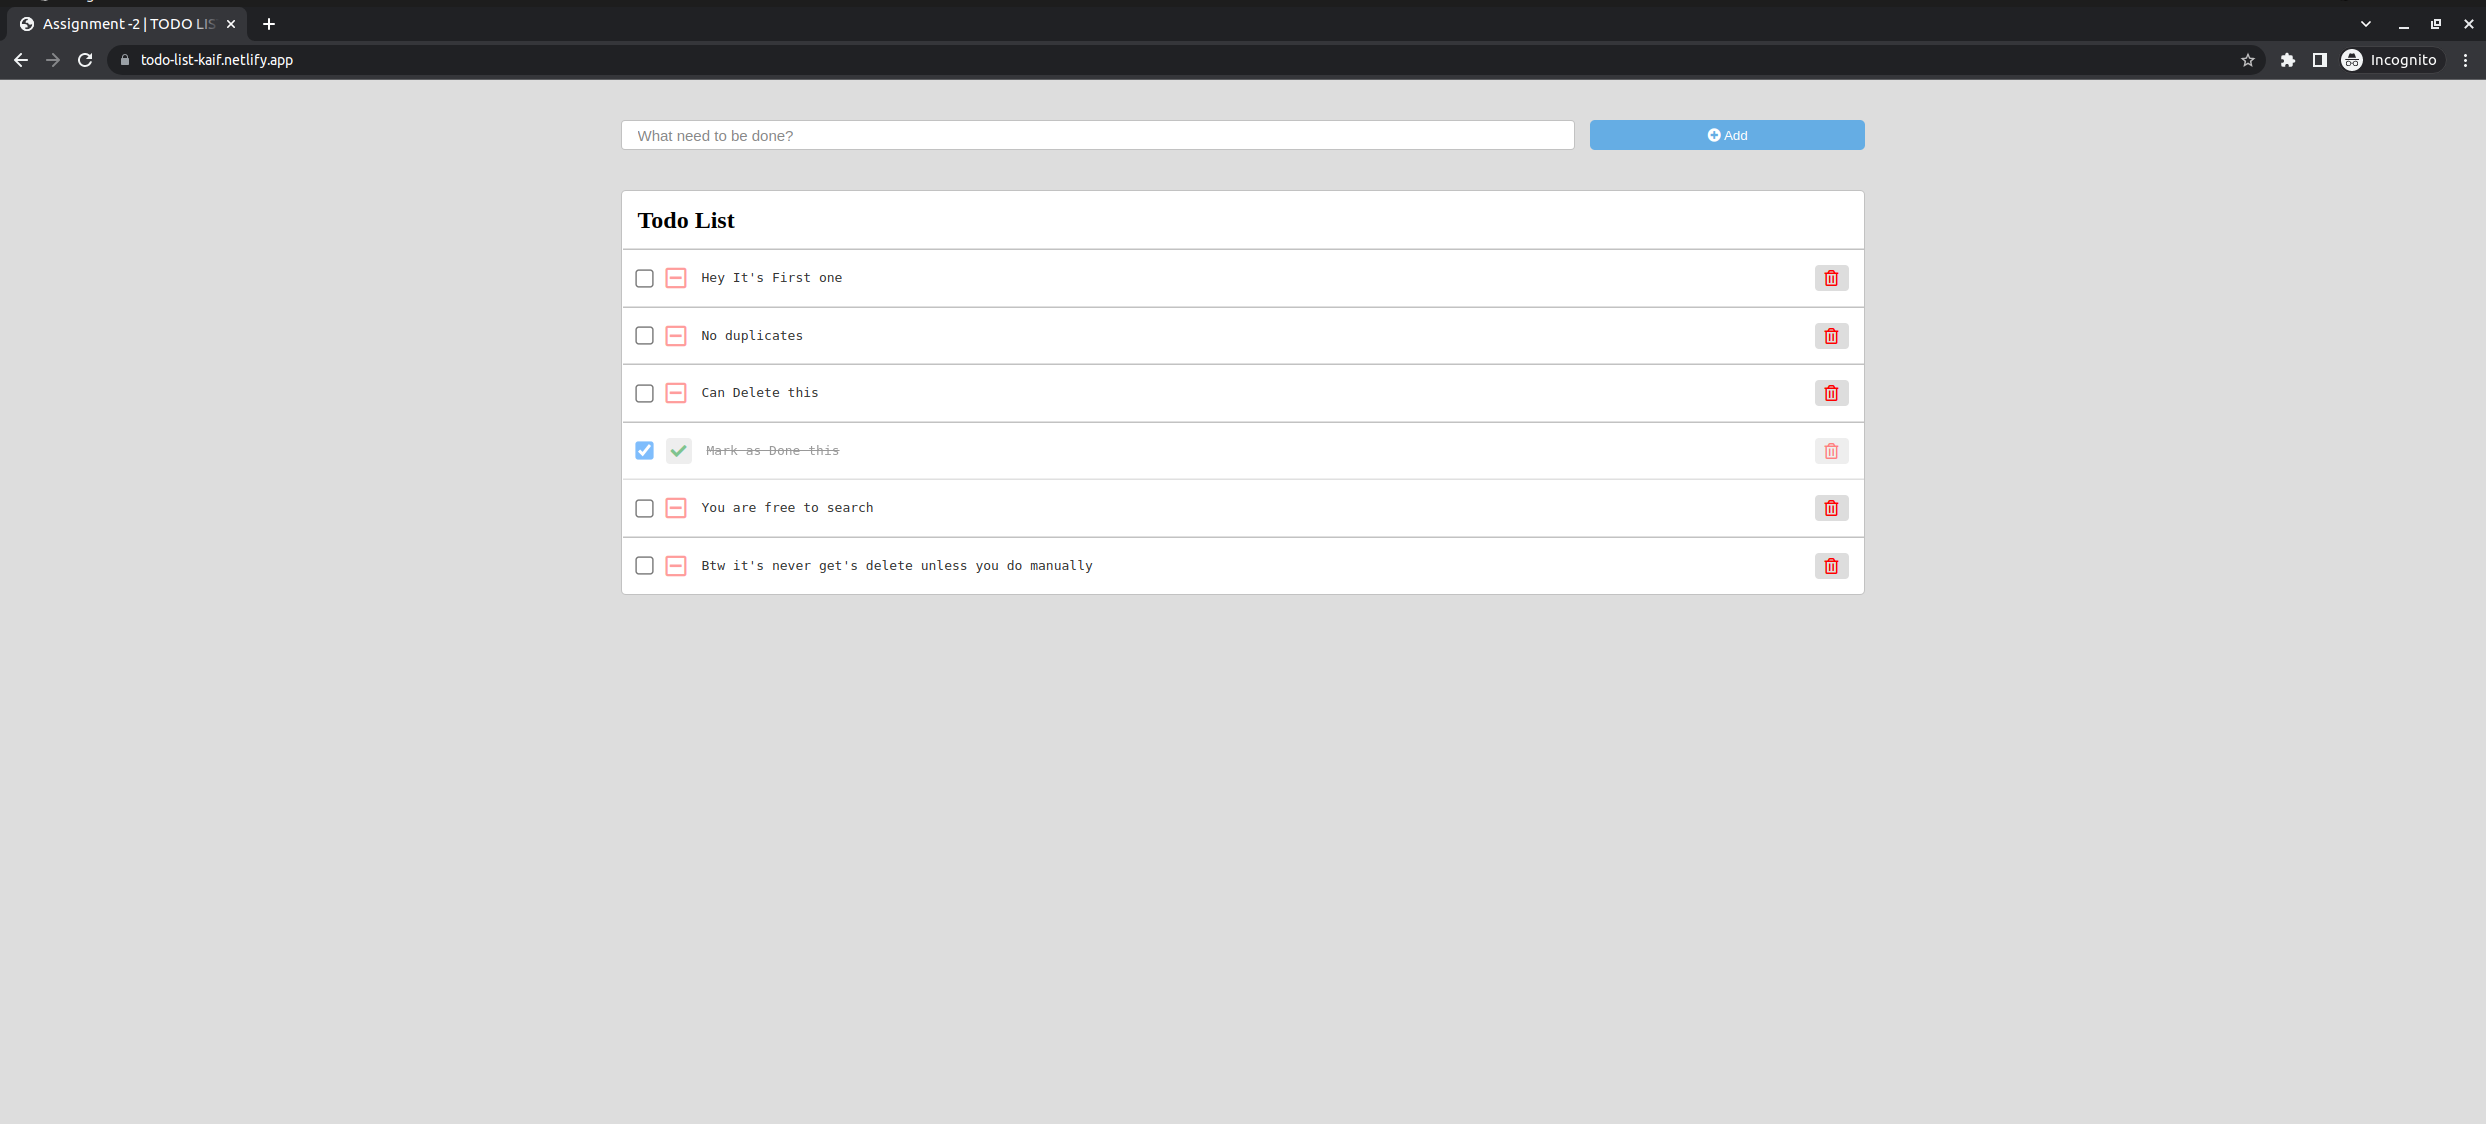 Assignment -2 | TODO LIS
todo-list-kaif.netlify.app
Incognito
What need to be done?
Add
Todo List
Hey It's First one
No duplicates
Can Delete this
Mark as Done this
You are free to search
Btw it's never get's delete unless you do manually